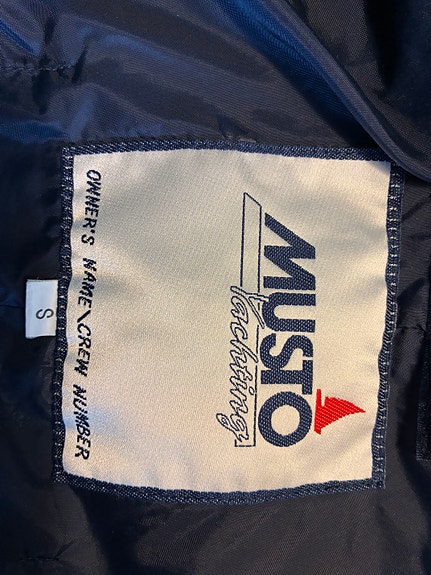 MUSTO
Yachting
OWNER'S NAME\CREW NUMBER
S